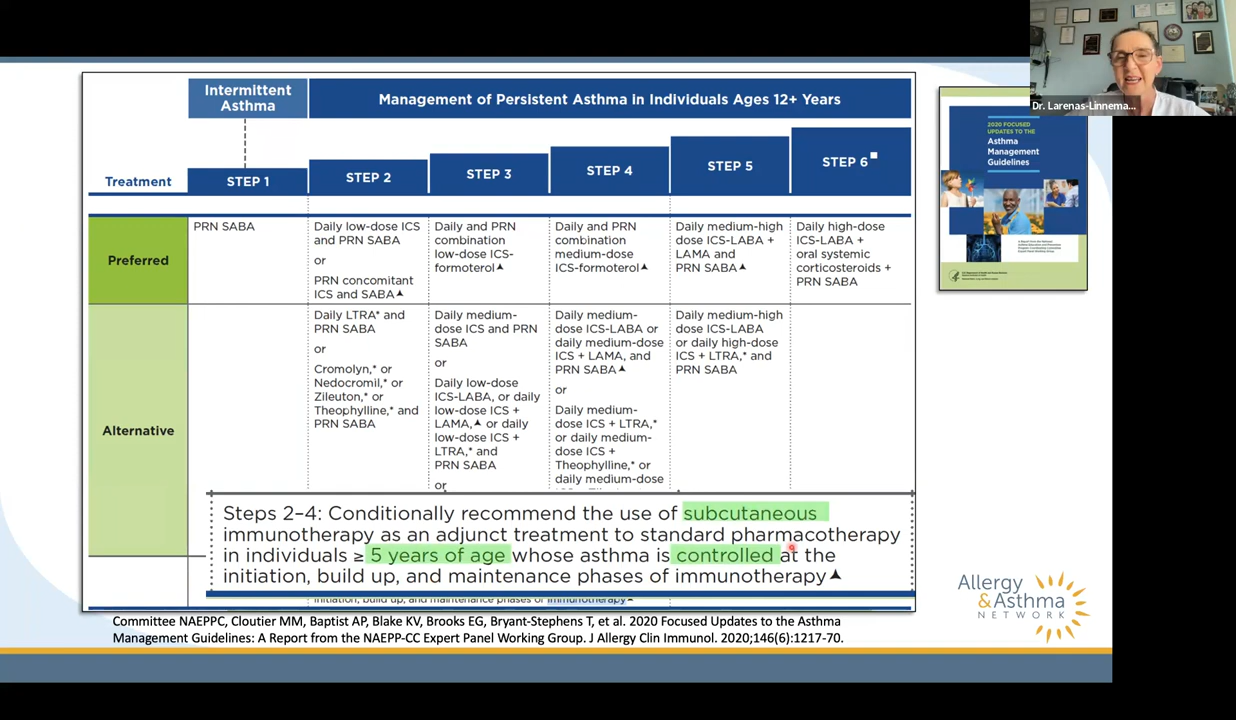 Intermittent
Asthma
Management of Persistent Asthma in Individuals Ages 12+ Years
Treatment
STEP 1
STEP 2
STEP 3
STEP 4
STEP 5
STEP 6
Preferred
PRN SABA
Daily low-dose ICS
and PRN SABA
or
PRN concomitant
ICS and SABA▲
Daily and PRN
combination
low-dose ICS-
formoterol▲
Daily and PRN
combination
medium-dose
ICS-formoterol▲
Daily medium-high
dose ICS-LABA +
LAMA and
PRN SABA▲
Daily high-dose
ICS-LABA +
oral systemic
corticosteroids +
PRN SABA
Alternative
Daily LTRA* and
PRN SABA
or
Cromolyn,* or
Nedocromil,* or
Zileuton,* or
Theophylline,* and
PRN SABA
Daily medium-
dose ICS and PRN
SABA
or
Daily low-dose
ICS-LABA, or daily
low-dose ICS +
LAMA,▲ or daily
low-dose ICS +
LTRA,* and
PRN SABA
or
Daily medium-
dose ICS-LABA or
daily medium-dose
ICS + LAMA, and
PRN SABA▲
or
Daily medium-
dose ICS + LTRA,*
or daily medium-
dose ICS +
Theophylline,* or
daily medium-dose
Daily medium-high
dose ICS-LABA
or daily high-dose
ICS + LTRA,* and
PRN SABA
Steps 2–4: Conditionally recommend the use of subcutaneous
immunotherapy as an adjunct treatment to standard pharmacotherapy
in individuals ≥ 5 years of age whose asthma is controlled at the
initiation, build up, and maintenance phases of immunotherapy▲
initiation, build up, and maintenance phases of immunotherapy▲
Committee NAEPPC, Cloutier MM, Baptist AP, Blake KV, Brooks EG, Bryant-Stephens T, et al. 2020 Focused Updates to the Asthma
Management Guidelines: A Report from the NAEPP-CC Expert Panel Working Group. J Allergy Clin Immunol. 2020;146(6):1217-70.
Dr. Larenas-Linnema...
2020 FOCUSED
UPDATES TO THE
Asthma
Management
Guidelines
Allergy
&Asthma
NETWORK